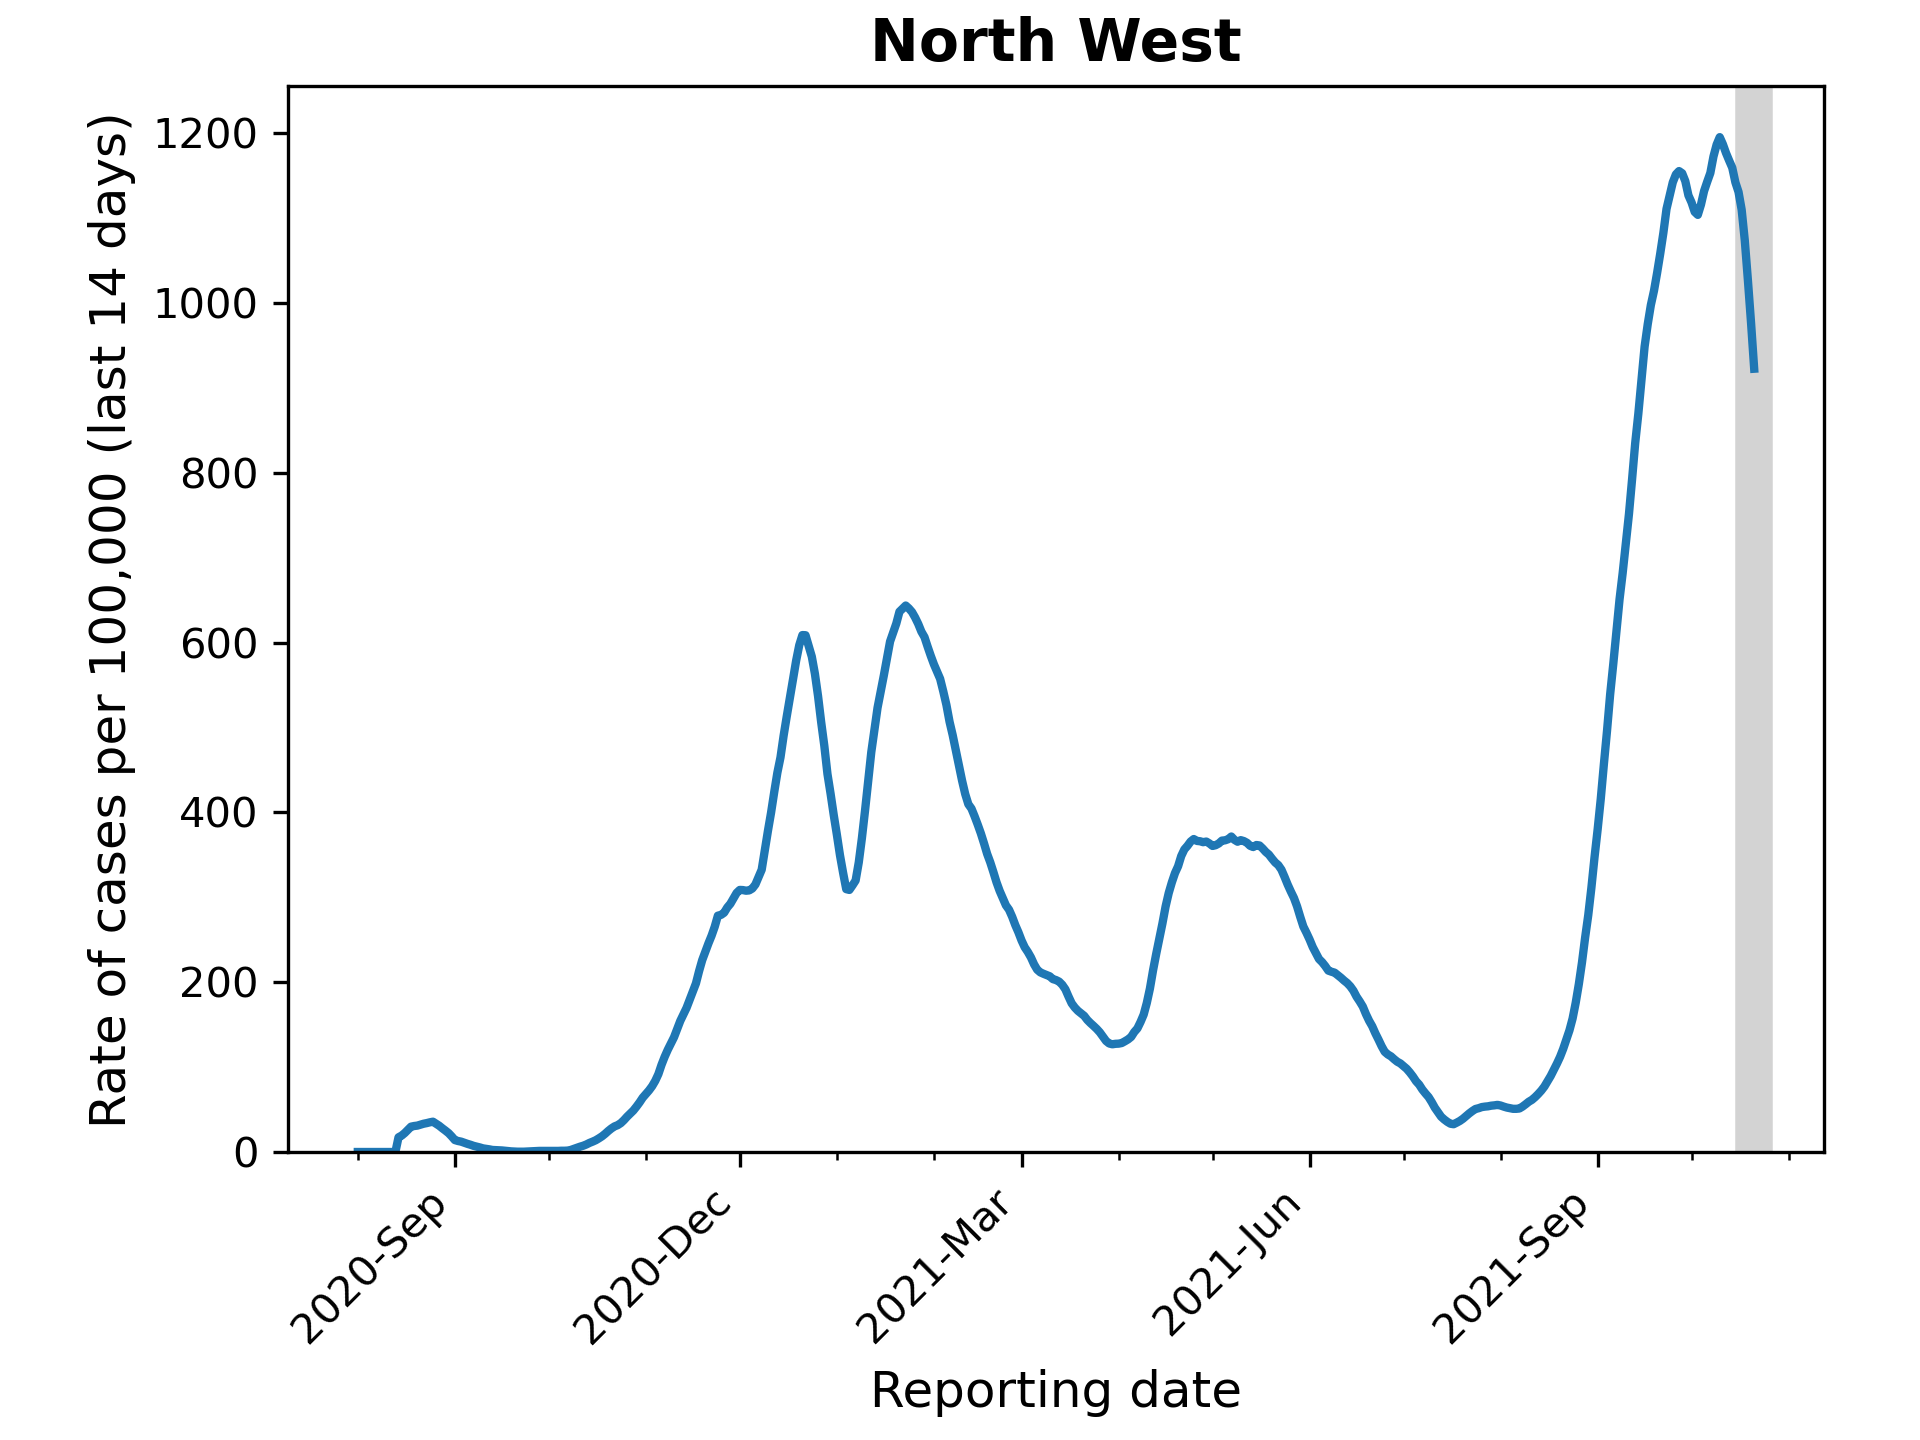 North West
Rate of cases per 100,000 (last 14 days)
1200
1000
800
600
400
200
0
2020-Sep
2020-Dec
2021-Mar
2021-Jun
2021-Sep
Reporting date